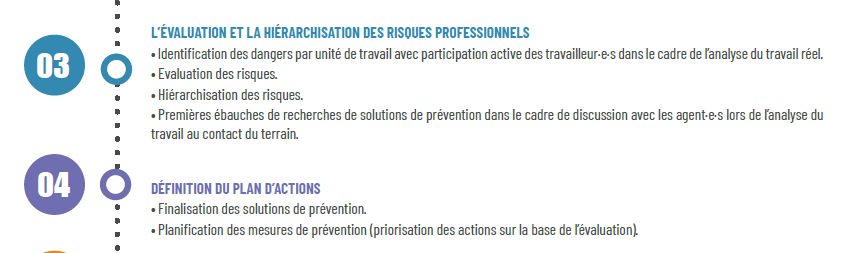 03
L’ÉVALUATION ET LA HIÉRARCHISATION DES RISQUES PROFESSIONNELS
• Identification des dangers par unité de travail avec participation active des travailleur·e·s dans le cadre de l’analyse du travail réel.
• Evaluation des risques.
• Hiérarchisation des risques.
• Premières ébauches de recherches de solutions de prévention dans le cadre de discussion avec les agent·e·s lors de l’analyse du
travail au contact du terrain.
04
DÉFINITION DU PLAN D’ACTIONS
• Finalisation des solutions de prévention.
• Planification des mesures de prévention (priorisation des actions sur la base de l’évaluation).